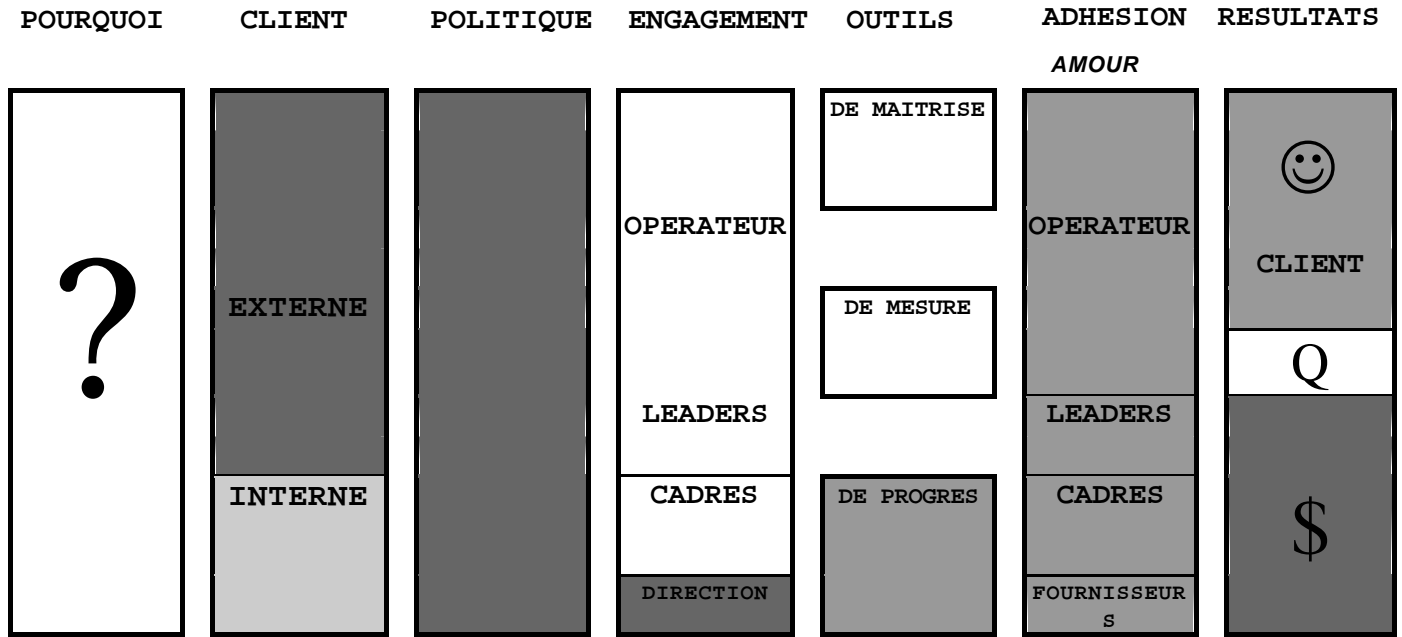 POURQUOI CLIENT POLITIQUE ENGAGEMENT OUTILS ADHESION RESULTATS
AMOUR
?
EXTERNE
INTERNE
OPERATEUR
LEADERS
CADRES
DIRECTION
DE MAITRISE
DE MESURE
DE PROGRES
OPERATEUR
LEADERS
CADRES
FOURNISSEUR
S
☺
CLIENT
Q
$